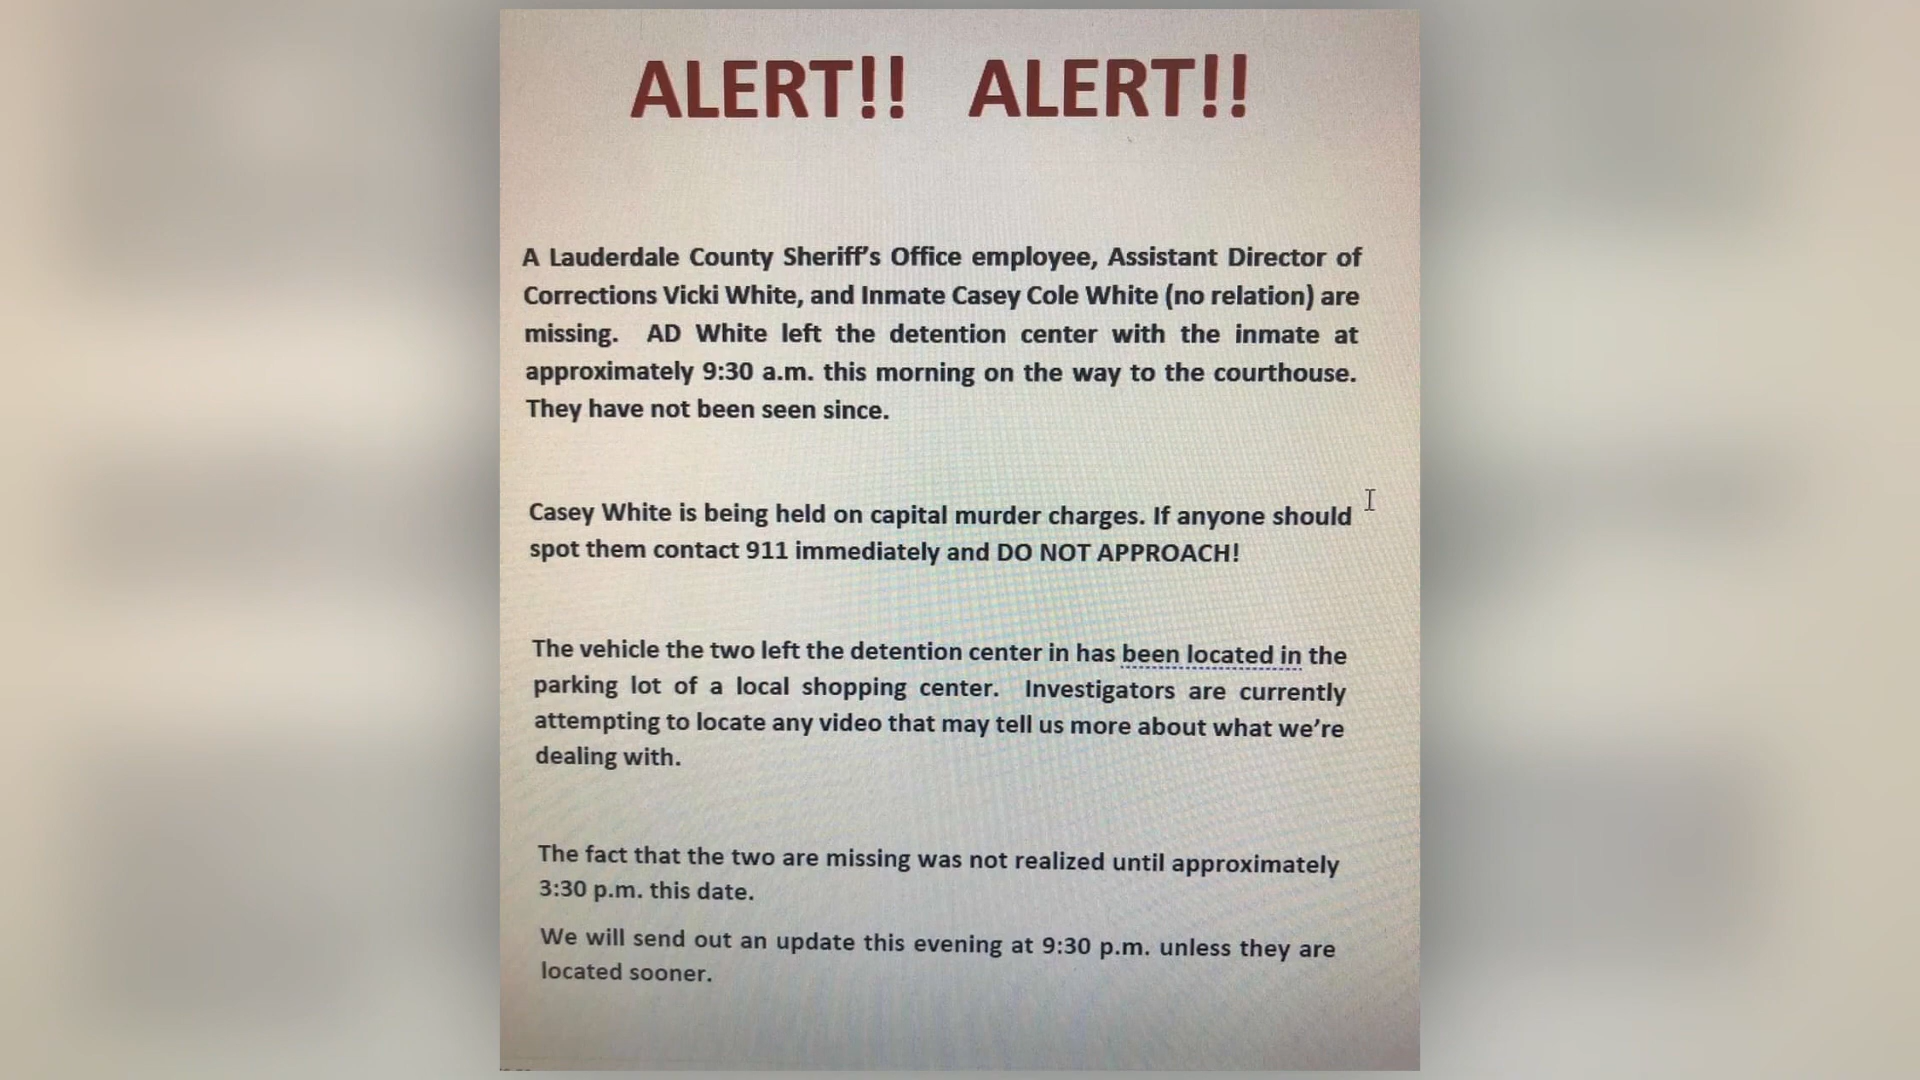 ALERT!! ALERT!!
A Lauderdale County Sheriff's Office employee, Assistant Director of
Corrections Vicki White, and Inmate Casey Cole White (no relation) are
missing. AD White left the detention center with the inmate at
approximately 9:30 a.m. this morning on the way to the courthouse.
They have not been seen since.
Casey White is being held on capital murder charges. If anyone should
spot them contact 911 immediately and DO NOT APPROACH!
The vehicle the two left the detention center in has been located in the
parking lot of a local shopping center. Investigators are currently
attempting to locate any video that may tell us more about what we're
dealing with.
The fact that the two are missing was not realized until approximately
3:30 p.m. this date.
We will send out an update this evening at 9:30 p.m. unless they are
located sooner.